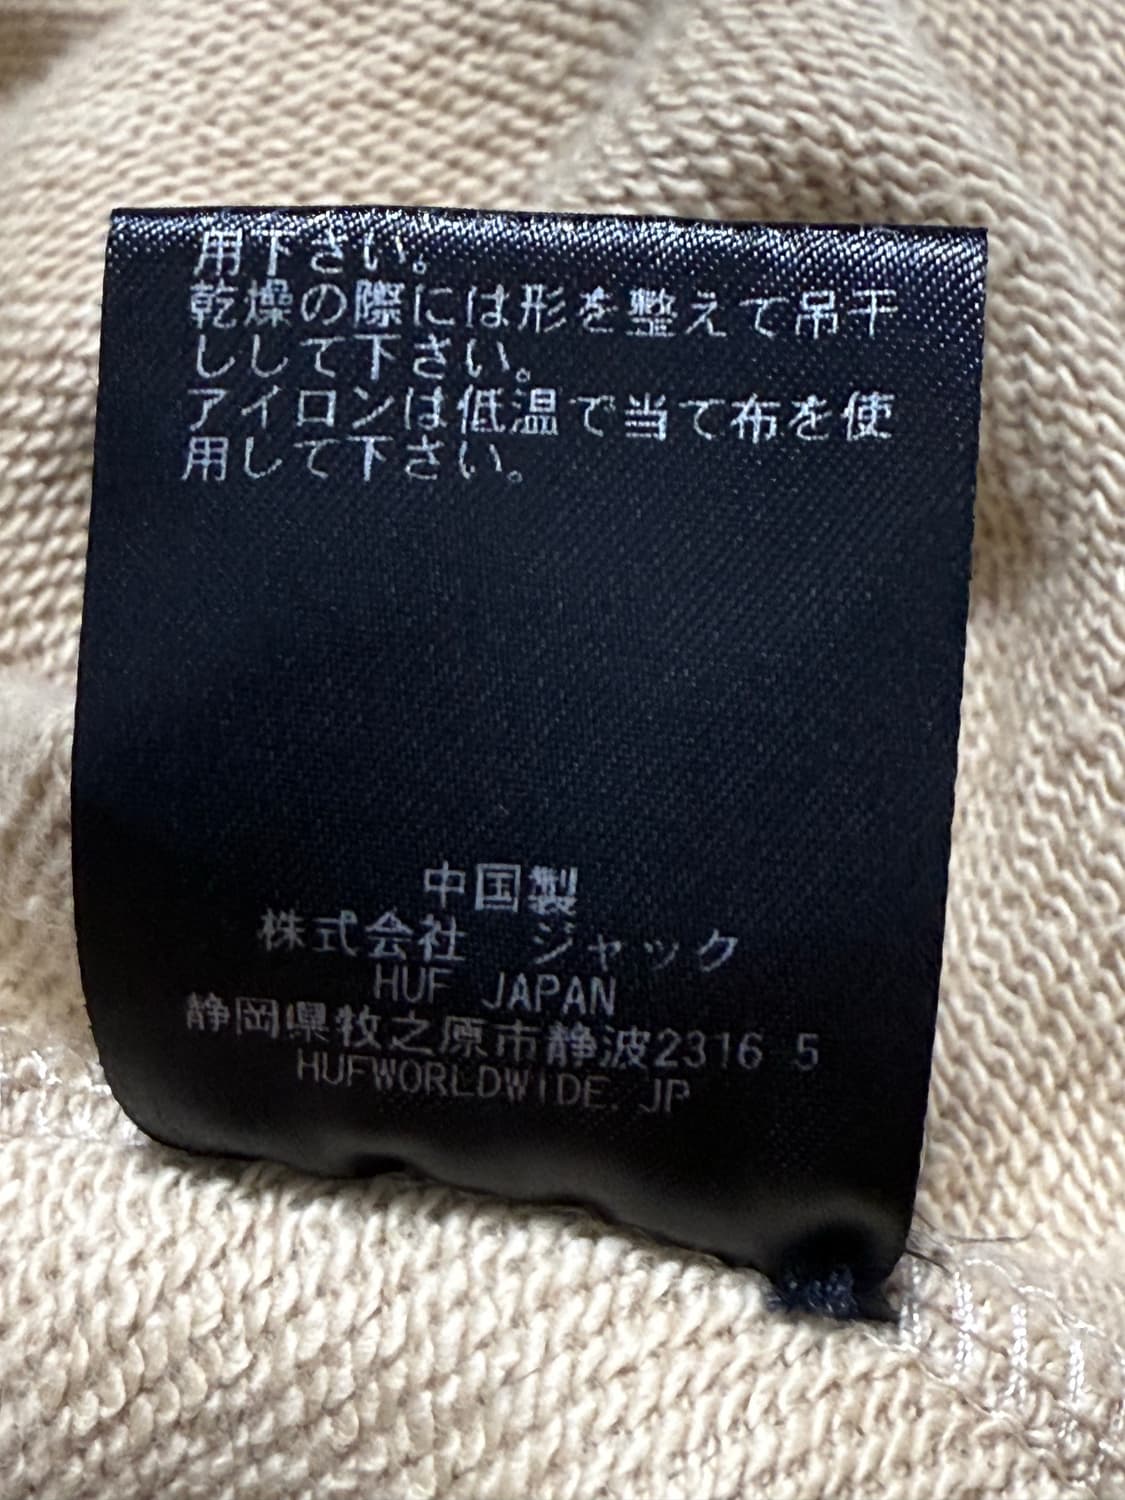 用下さい。
乾燥の際には形を整えて吊干
ししして下さい。
アイロンは低温で当て布を使
用して下さい。
中国製
株式会社　ジャック
HUF JAPAN
静岡県牧之原市静波2316 5
HUFWORLDWIDE.JP